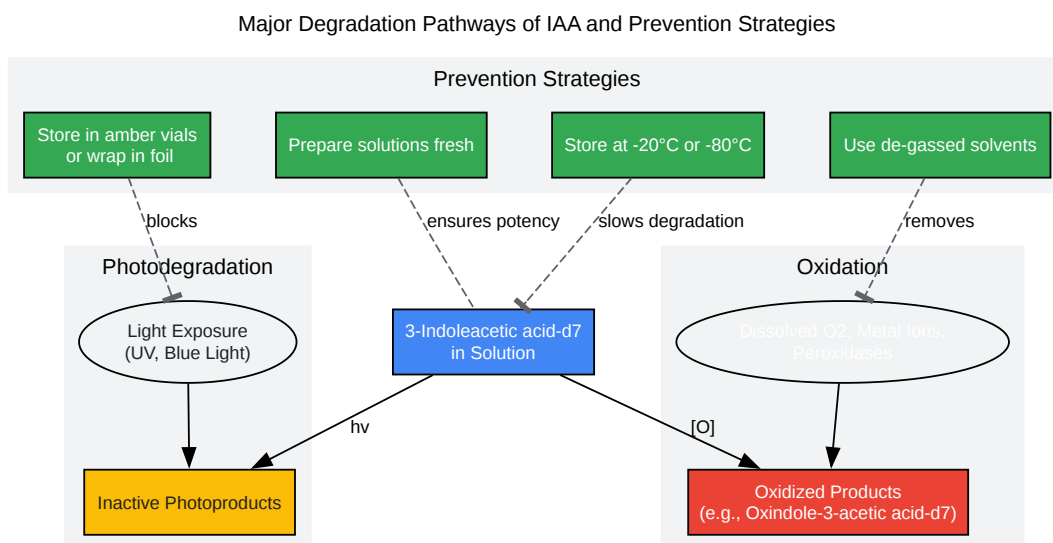 Major Degradation Pathways of IAA and Prevention Strategies
Prevention Strategies
Store in amber vials
or wrap in foil
Prepare solutions fresh
Store at -20°C or -80°C
Use de-gassed solvents
blocks
ensures potency
slows degradation
removes
Photodegradation
Oxidation
Light Exposure
(UV, Blue Light)
3-Indoleacetic acid-d7
in Solution
Dissolved O2, Metal Ions,
Peroxidases
hv
[O]
Inactive Photoproducts
Oxidized Products
(e.g., Oxindole-3-acetic acid-d7)